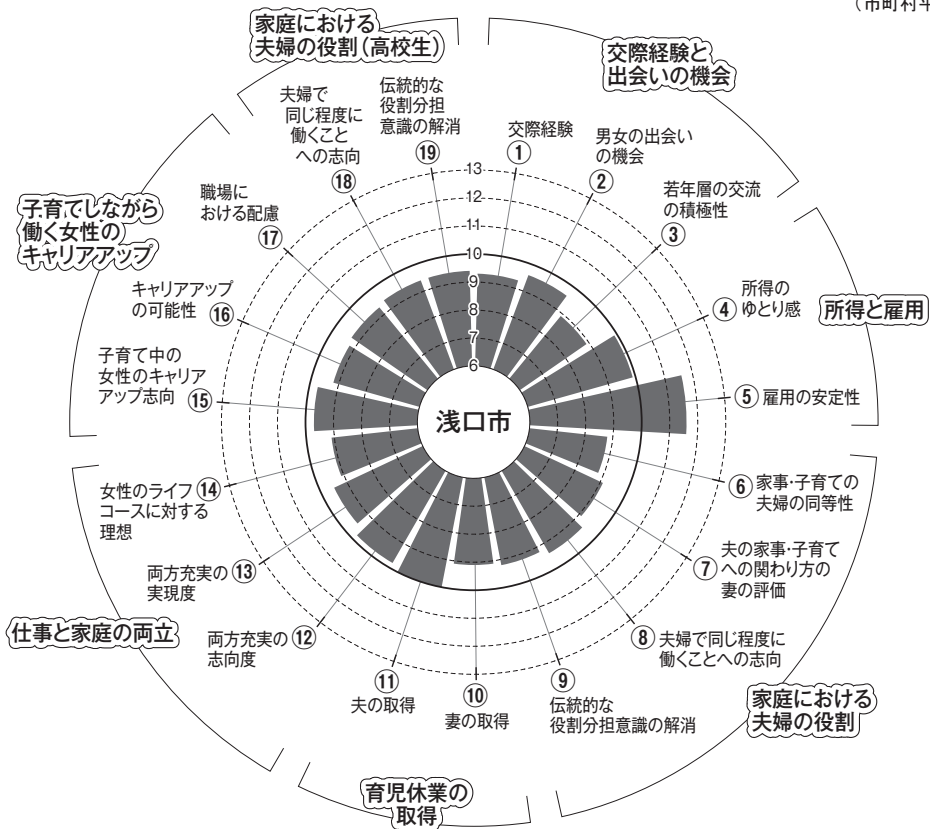 （市町村平
家庭における
夫婦の役割（高校生）
交際経験と
出会いの機会
所得と雇用
家庭における
夫婦の役割
育児休業の
取得
仕事と家庭の両立
子育てしながら
働く女性の
キャリアアップ
交際経験
①
男女の出会い
の機会
②
若年層の交流
の積極性
③
所得の
④ ゆとり感
⑤ 雇用の安定性
⑥ 家事・子育ての
夫婦の同等性
夫の家事・子育て
⑦ への関わり方の
妻の評価
⑧ 夫婦で同じ程度に
働くことへの志向
⑨
伝統的な
役割分担意識の解消
⑩
妻の取得
⑪
夫の取得
両方充実の ⑫
志向度
両方充実の ⑬
実現度
女性のライフ ⑭
コースに対する
理想
子育て中の
女性のキャリア
アップ志向 ⑮
キャリアアップ
の可能性 ⑯
職場に
おける配慮
⑰
夫婦で
同じ程度に
働くこと
への志向
⑱
伝統的な
役割分担
意識の解消
⑲
13
12
11
10
9
8
7
6
浅口市